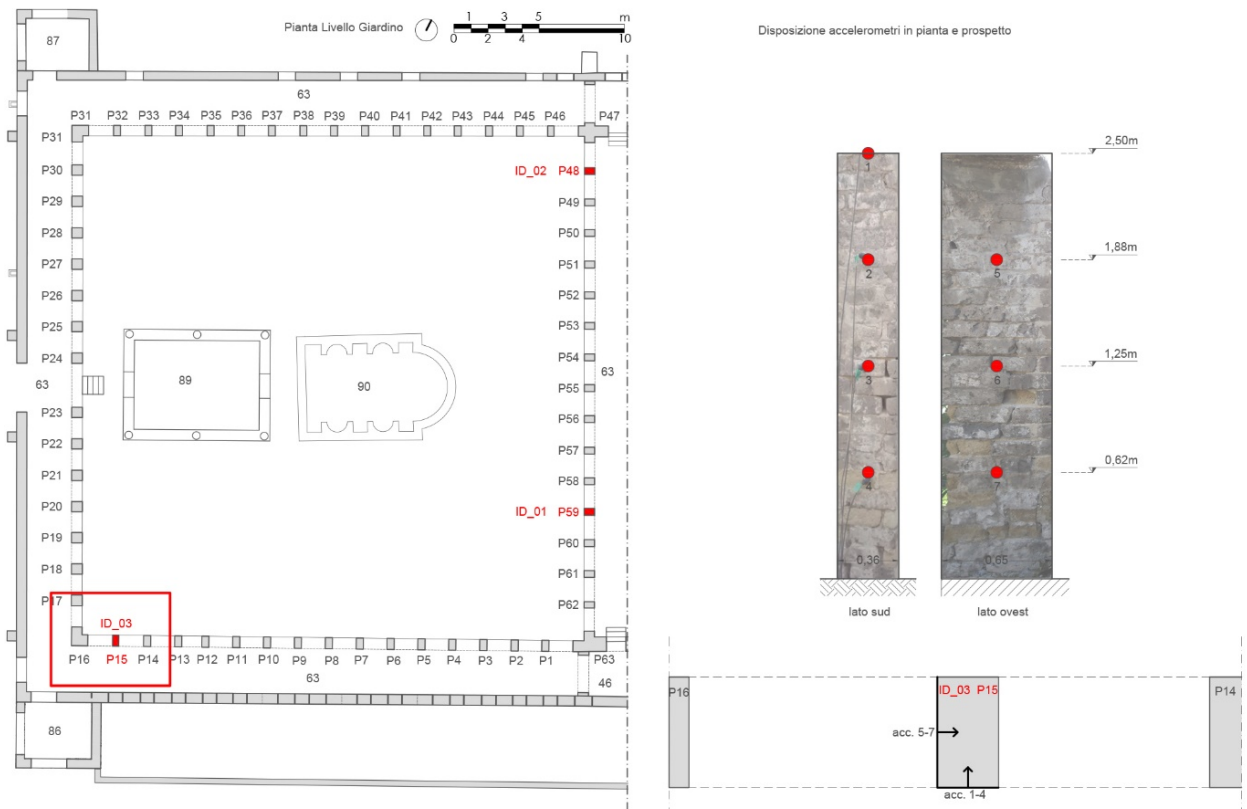 Pianta Livello Giardino
1 3 5 m
0 2 4 10
87
63
P31 P32 P33 P34 P35 P36 P37 P38 P39 P40 P41 P42 P43 P44 P45 P46 P47
P31
P30 ID_02 P48
P29 P49
P28 P50
P27 P51
P26 P52
P25 P53
P24 P54
63 89 90 P55 63
P23 P56
P22 P57
P21 P58
P20 ID_01 P59
P19 P60
P18 P61
P17 P62
ID_03
P16 P15 P14 P13 P12 P11 P10 P9 P8 P7 P6 P5 P4 P3 P2 P1 P63
63 46
86
Disposizione accelerometri in pianta e prospetto
2,50m
1
1,88m
2 5
1,25m
3 6
0,62m
4 7
0,36 0,65
lato sud lato ovest
P16 ID_03 P15 P14
acc. 5-7
acc. 1-4